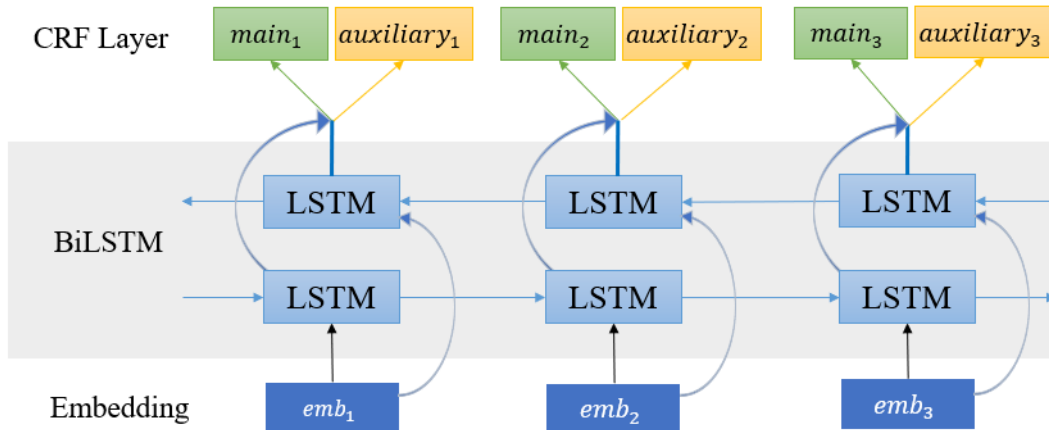 CRF Layer main₁ auxiliary₁ main₂ auxiliary₂ main₃ auxiliary₃
LSTM LSTM LSTM
BiLSTM
LSTM LSTM LSTM
Embedding emb₁ emb₂ emb₃